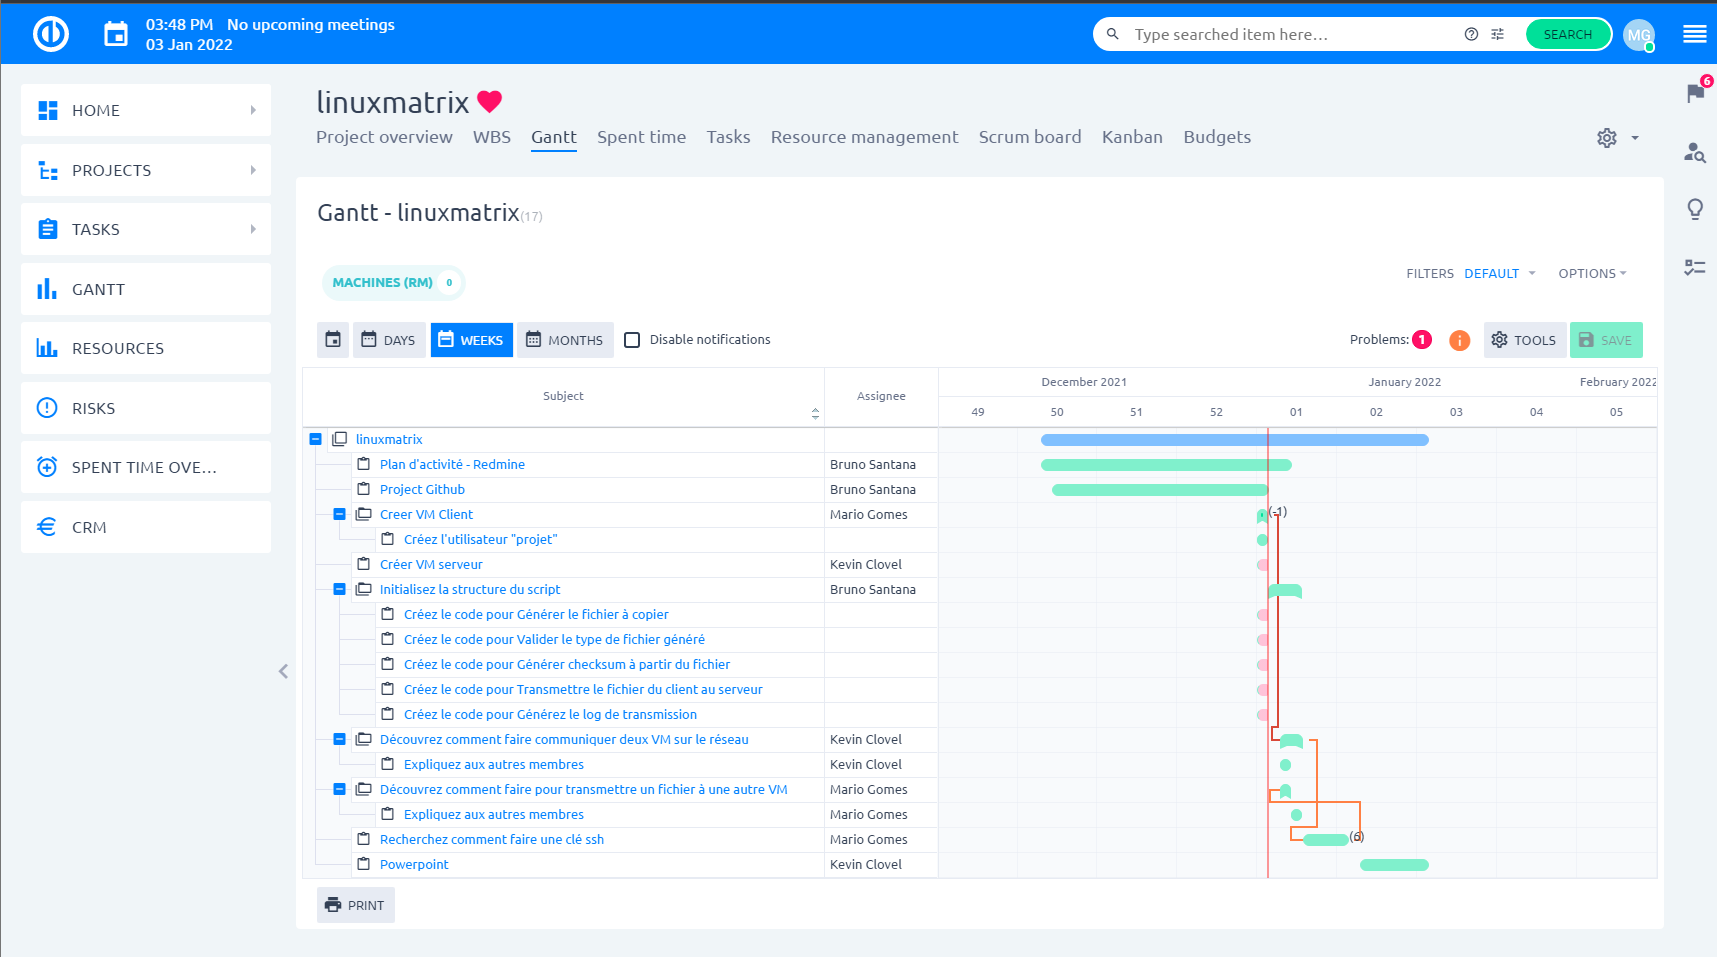 03:48 PM No upcoming meetings
03 Jan 2022
Type searched item here...
SEARCH
MG
6
HOME
PROJECTS
TASKS
GANTT
RESOURCES
RISKS
SPENT TIME OVE...
CRM
linuxmatrix
Project overview WBS Gantt Spent time Tasks Resource management Scrum board Kanban Budgets
Gantt - linuxmatrix(17)
MACHINES (RM) 0
FILTERS DEFAULT OPTIONS
DAYS WEEKS MONTHS Disable notifications
Problems: 1 TOOLS SAVE
Subject Assignee
December 2021 January 2022 February 2022
49 50 51 52 01 02 03 04 05
linuxmatrix
Plan d'activité - Redmine Bruno Santana
Project Github Bruno Santana
Creer VM Client Mario Gomes (-1)
Créez l'utilisateur "projet"
Créer VM serveur Kevin Clovel
Initialisez la structure du script Bruno Santana
Créez le code pour Générer le fichier à copier
Créez le code pour Valider le type de fichier généré
Créez le code pour Générer checksum à partir du fichier
Créez le code pour Transmettre le fichier du client au serveur
Créez le code pour Générez le log de transmission
Découvrez comment faire communiquer deux VM sur le réseau Kevin Clovel
Expliquez aux autres membres Kevin Clovel
Découvrez comment faire pour transmettre un fichier à une autre VM Mario Gomes
Expliquez aux autres membres Mario Gomes
Recherchez comment faire une clé ssh Mario Gomes (6)
Powerpoint Kevin Clovel
PRINT